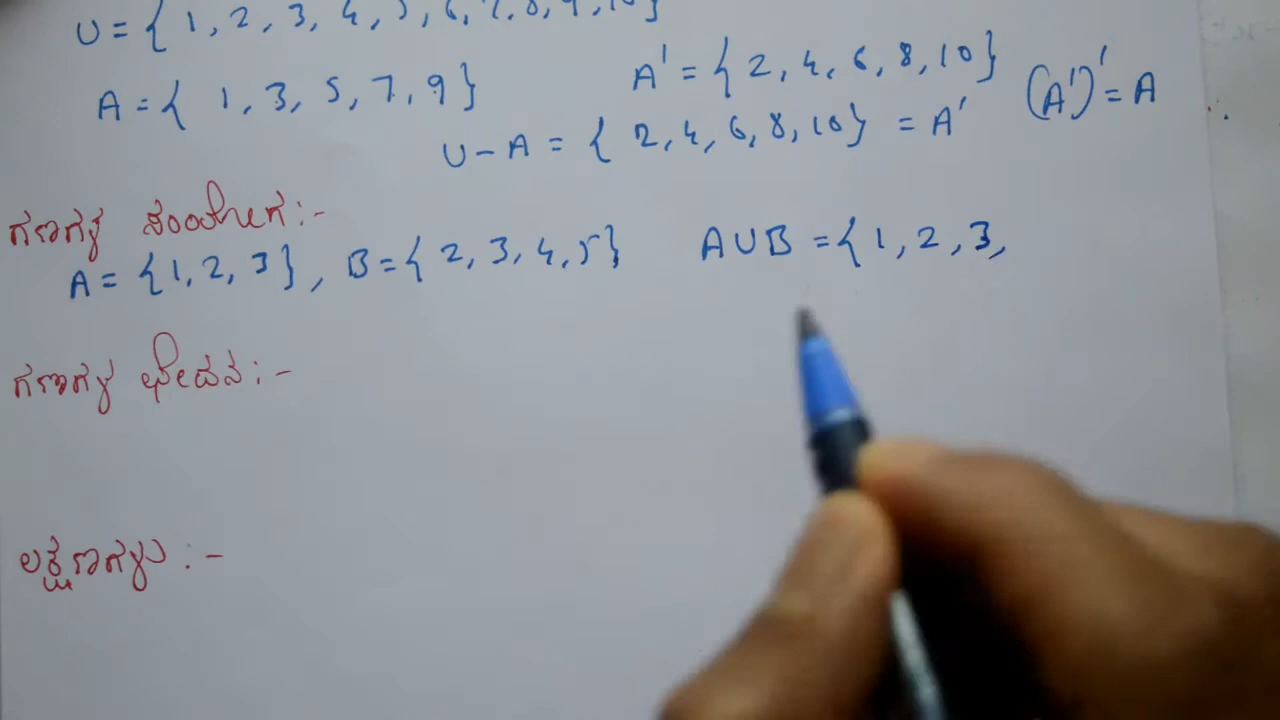 U = { 1, 2, 3, 4, 5, 6, 7, 8, 9, 10 }
A = { 1, 3, 5, 7, 9 } A' = { 2, 4, 6, 8, 10 } (A')' = A
U - A = { 2, 4, 6, 8, 10 } = A'
ಗಣಗಳ ಸಂಯೋಗ :-
A = { 1, 2, 3 }, B = { 2, 3, 4, 5 } A U B = { 1, 2, 3,
ಗಣಗಳ ಛೇದನ :-
ಲಕ್ಷಣಗಳು :-